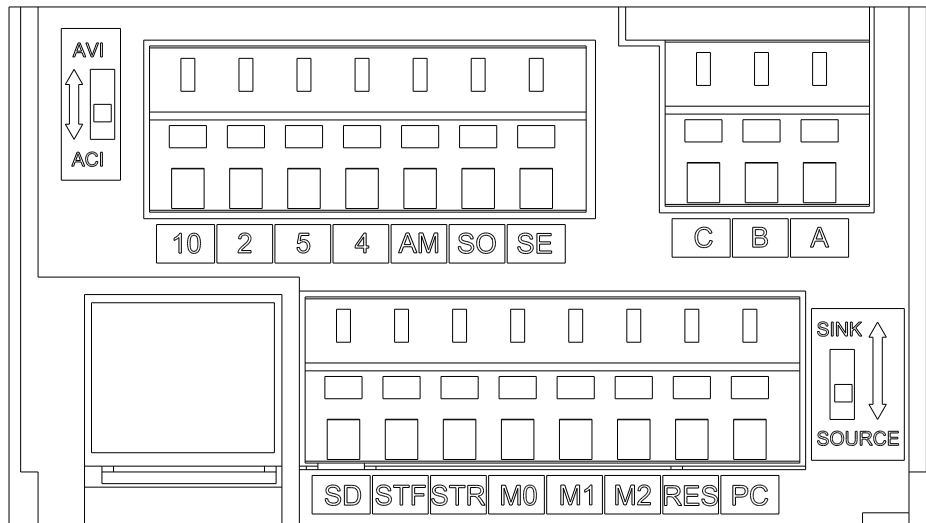 AVI
ACI
10 2 5 4 AM SO SE
C B A
SINK
SOURCE
SD STF STR M0 M1 M2 RES PC